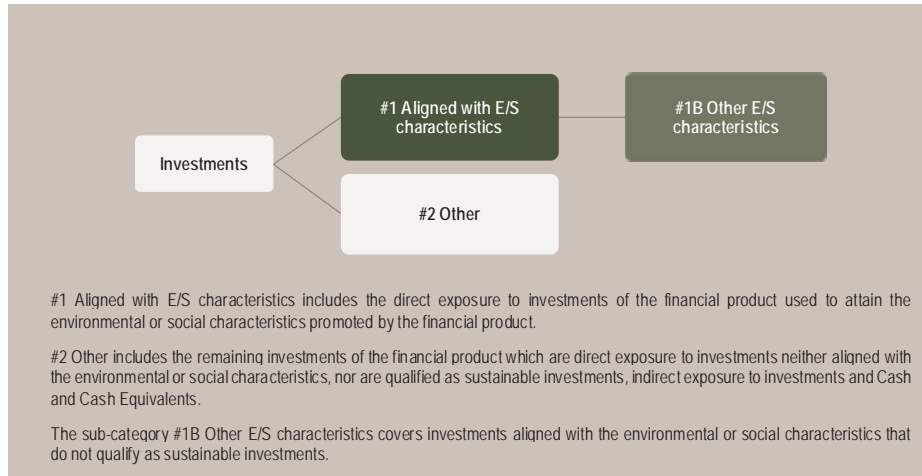 #1 Aligned with E/S
characteristics
#1B Other E/S
characteristics
Investments
#2 Other
#1 Aligned with E/S characteristics includes the direct exposure to investments of the financial product used to attain the
environmental or social characteristics promoted by the financial product.
#2 Other includes the remaining investments of the financial product which are direct exposure to investments neither aligned with
the environmental or social characteristics, nor are qualified as sustainable investments, indirect exposure to investments and Cash
and Cash Equivalents.
The sub-category #1B Other E/S characteristics covers investments aligned with the environmental or social characteristics that
do not qualify as sustainable investments.